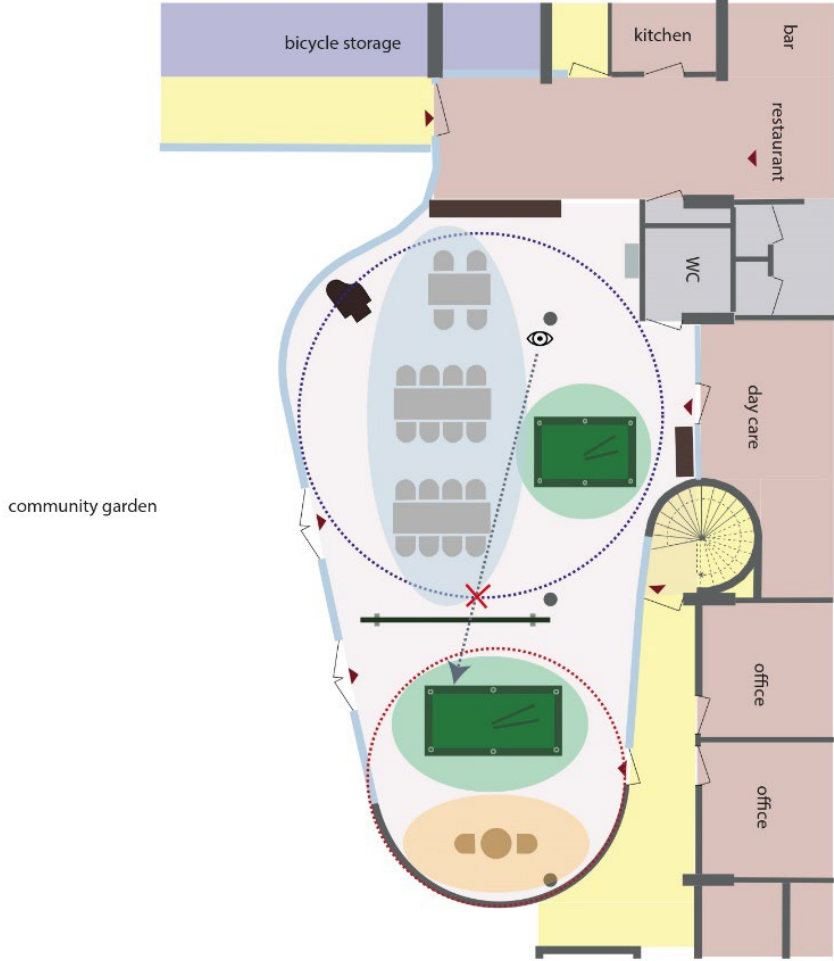 bicycle storage
kitchen
bar
restaurant
WC
day care
community garden
office
office